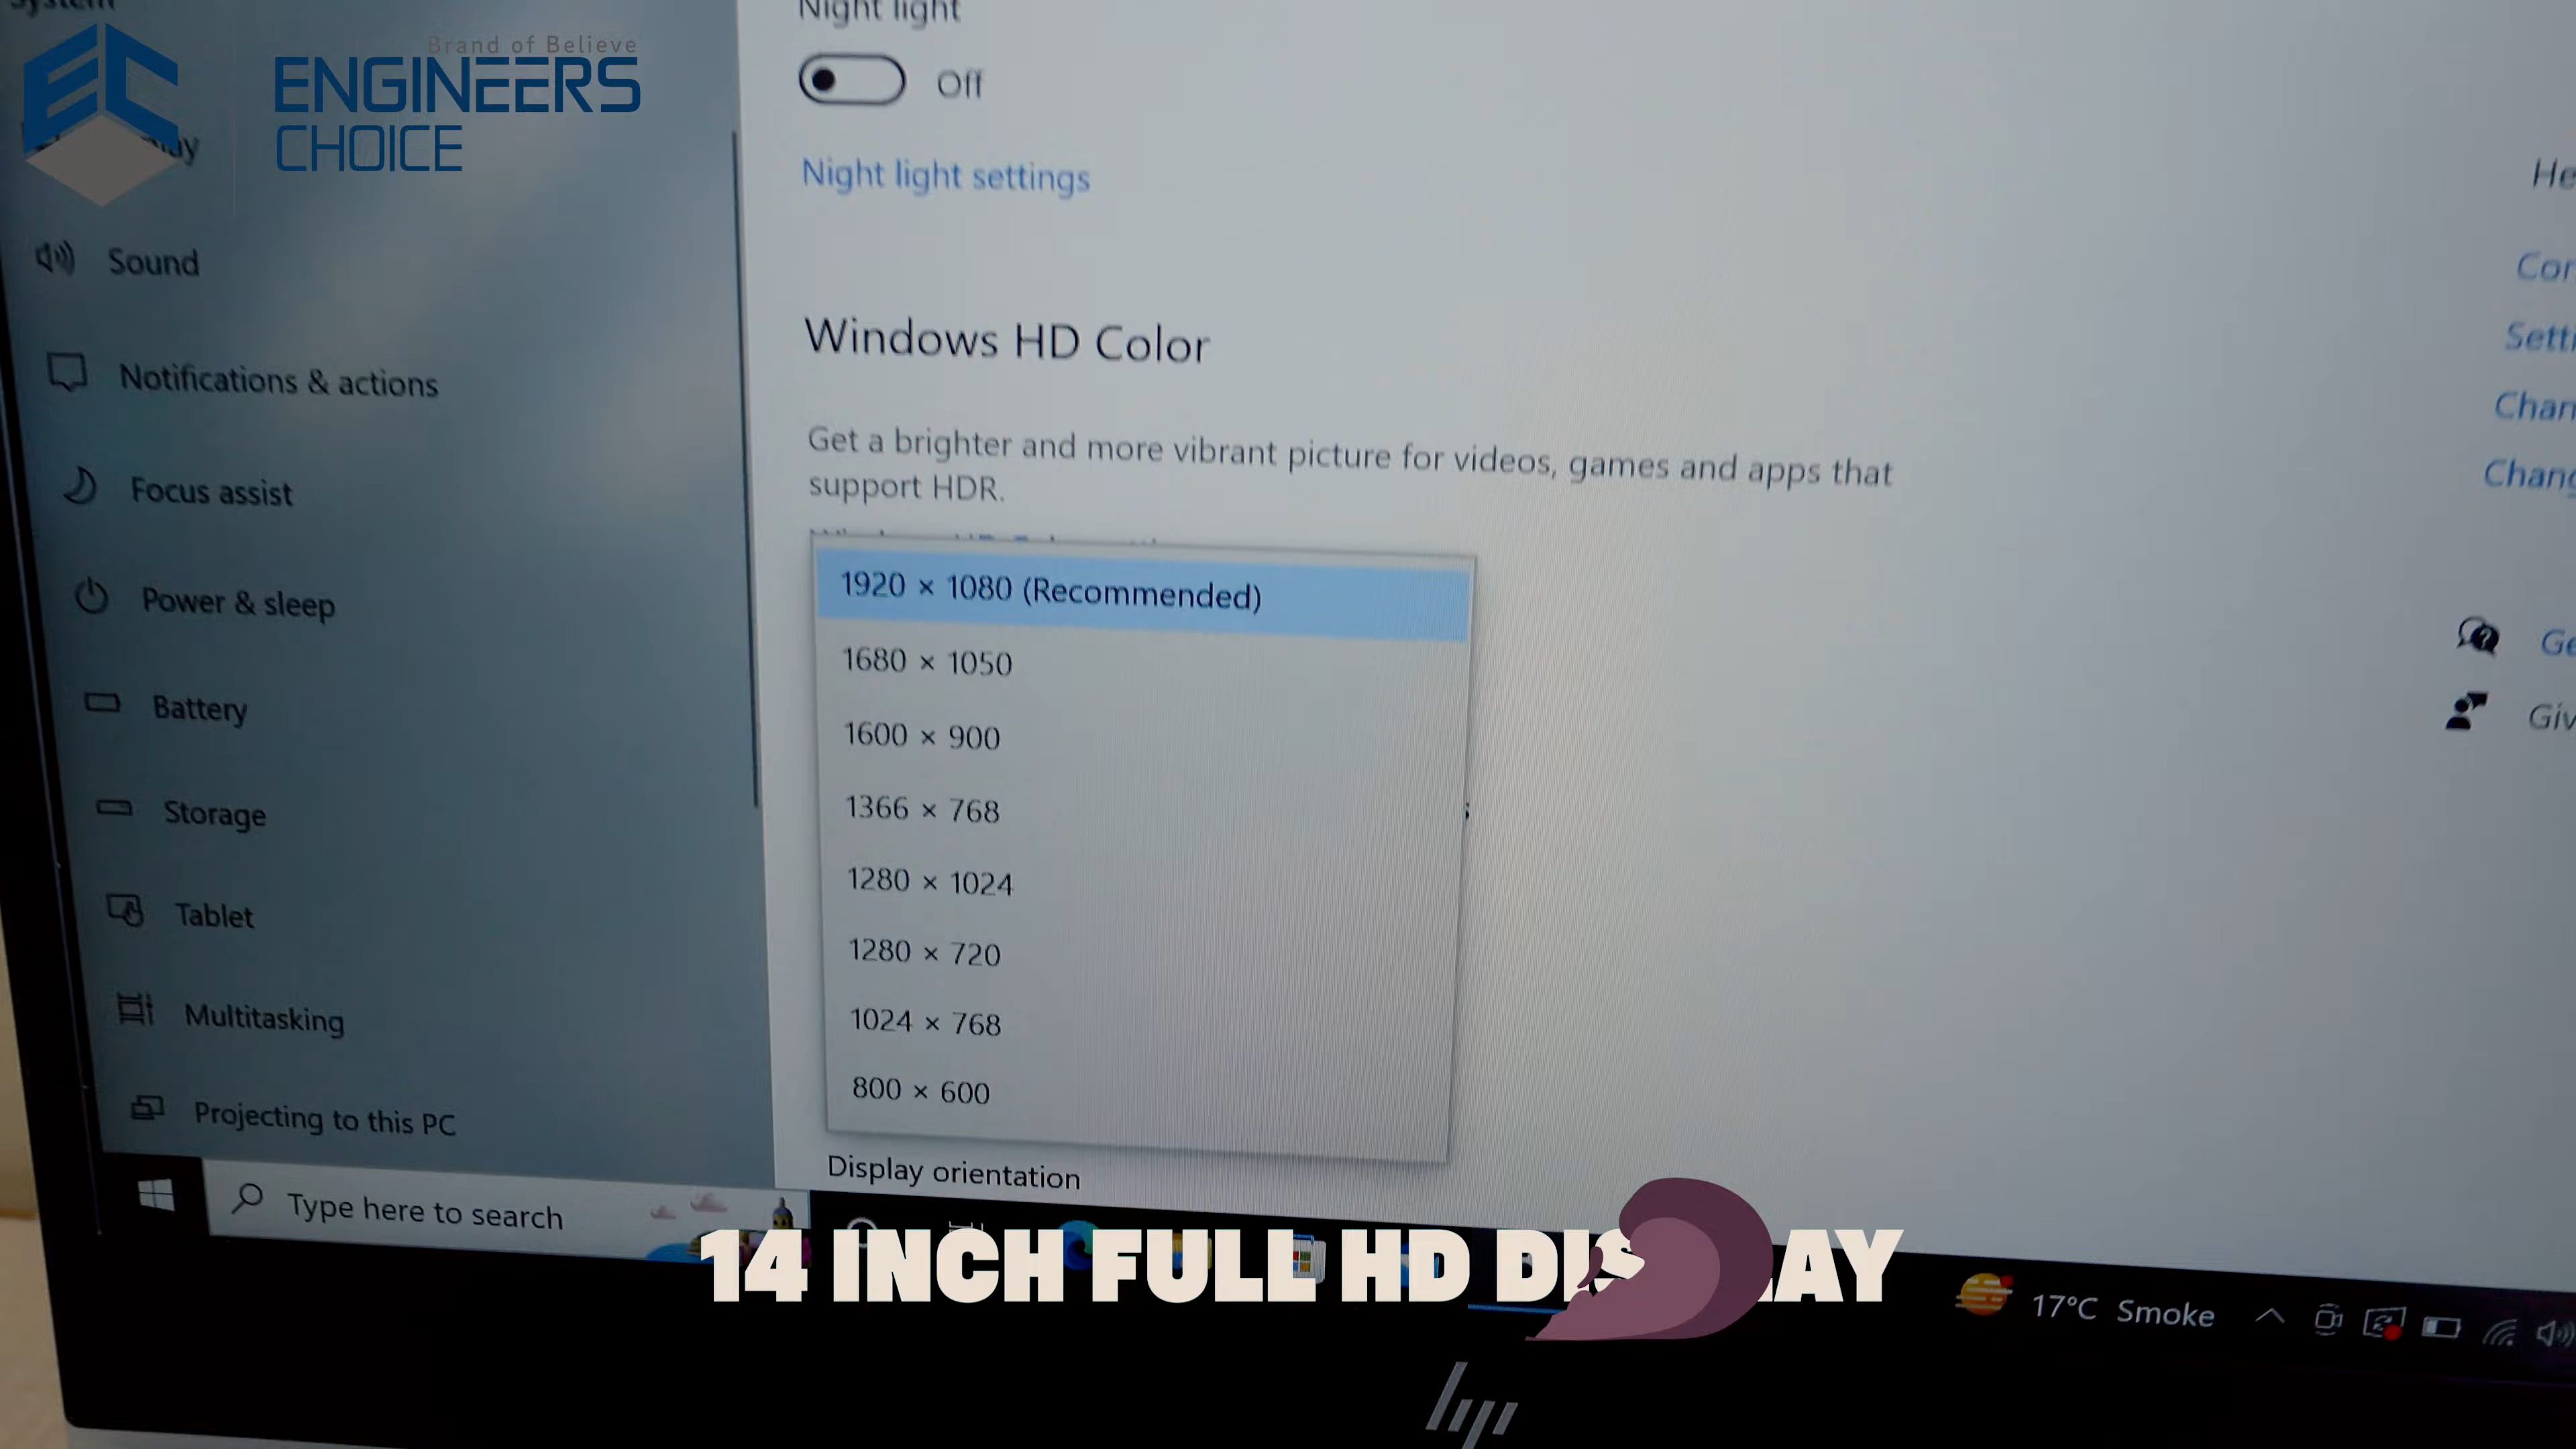 System
Brand of Believe
ENGINEERS
CHOICE
Sound
Notifications & actions
Focus assist
Power & sleep
Battery
Storage
Tablet
Multitasking
Projecting to this PC
Type here to search
Night light
Off
Night light settings
Windows HD Color
Get a brighter and more vibrant picture for videos, games and apps that
support HDR.
1920 × 1080 (Recommended)
1680 × 1050
1600 × 900
1366 × 768
1280 × 1024
1280 × 720
1024 × 768
800 × 600
Display orientation
14 INCH FULL HD
17°C Smoke
hp